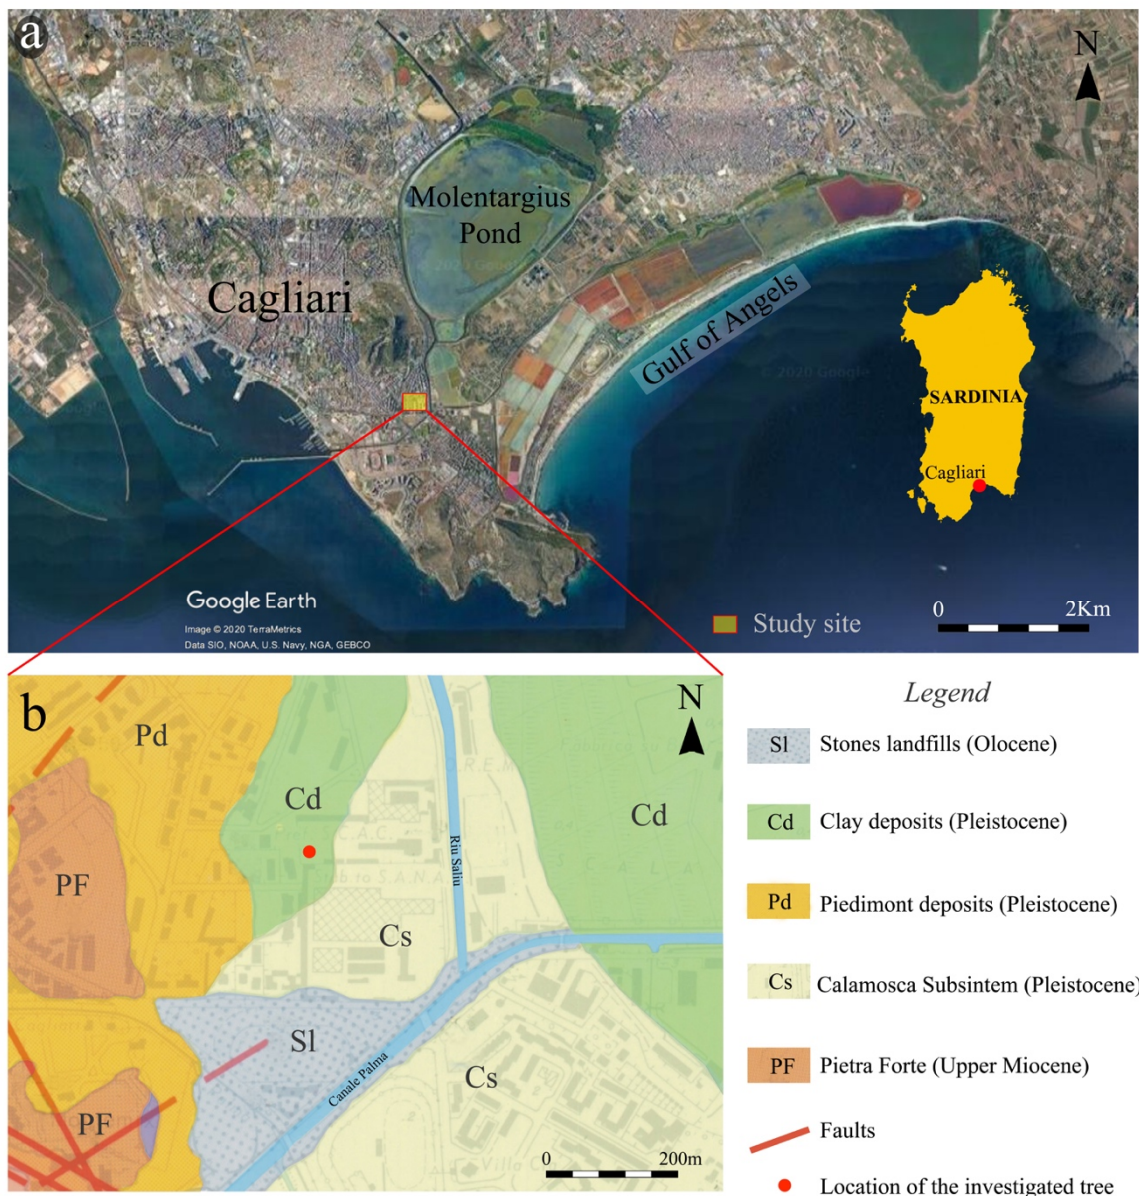 a
N
Molentargius
Pond
Cagliari
Gulf of Angels
© 2020 Google
SARDINIA
Cagliari
Google Earth
Image © 2020 TerraMetrics
Data SIO, NOAA, U.S. Navy, NGA, GEBCO
Study site
0 2Km
b
N
Pd
Cd
Cd
PF
Cs
Riu Saliu
Sl
Canale Palma
Cs
PF
0 200m
Legend
Sl Stones landfills (Olocene)
Cd Clay deposits (Pleistocene)
Pd Piedimont deposits (Pleistocene)
Cs Calamosca Subsintem (Pleistocene)
PF Pietra Forte (Upper Miocene)
Faults
Location of the investigated tree